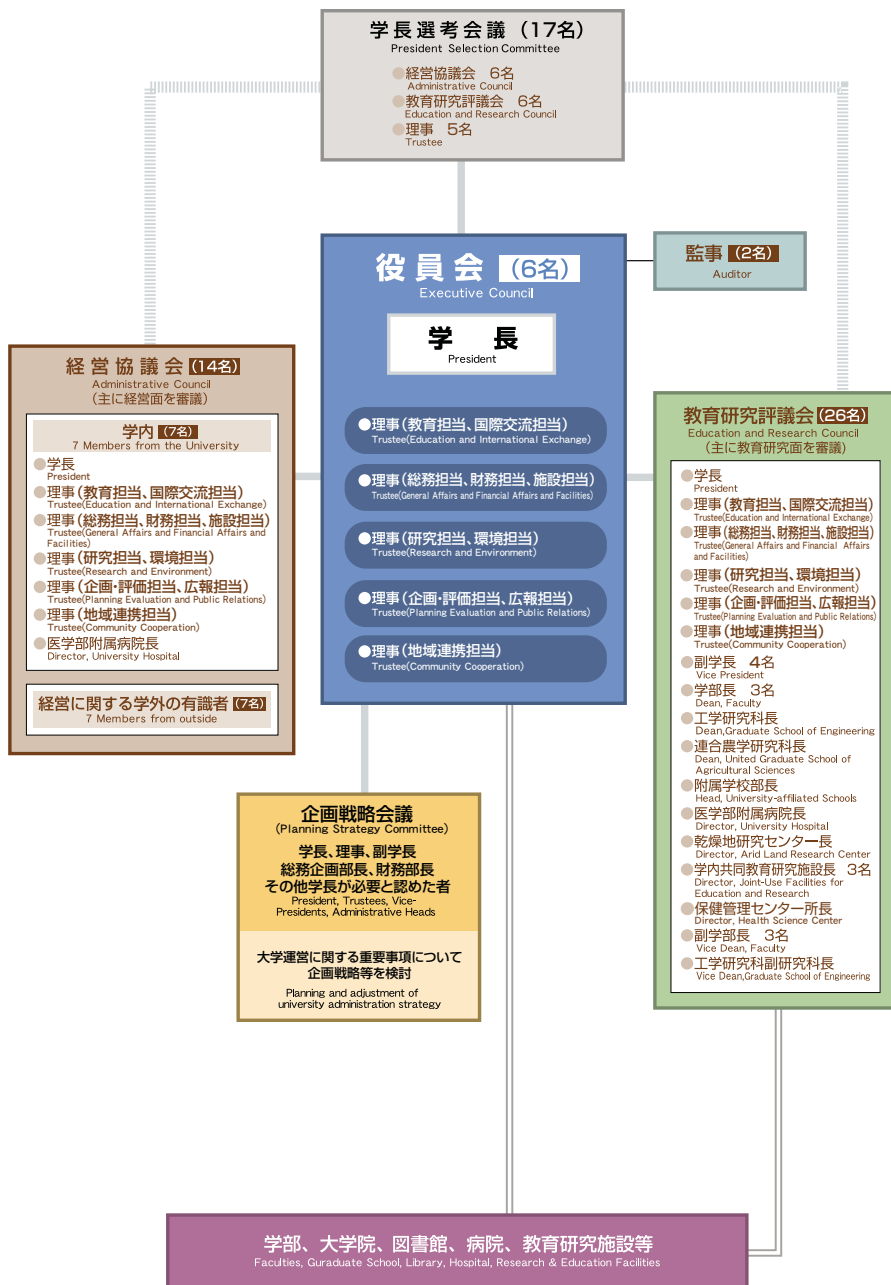 学長選考会議（17名）
President Selection Committee
●経営協議会　6名
Administrative Council
●教育研究評議会　6名
Education and Research Council
●理事　5名
Trustee
役員会（6名）
Executive Council
学　長
President
●理事（教育担当、国際交流担当）
Trustee(Education and International Exchange)
●理事（総務担当、財務担当、施設担当）
Trustee(General Affairs and Financial Affairs and Facilities)
●理事（研究担当、環境担当）
Trustee(Research and Environment)
●理事（企画・評価担当、広報担当）
Trustee(Planning Evaluation and Public Relations)
●理事（地域連携担当）
Trustee(Community Cooperation)
監事（2名）
Auditor
経営協議会（14名）
Administrative Council
（主に経営面を審議）
学内（7名）
7 Members from the University
●学長
President
●理事（教育担当、国際交流担当）
Trustee(Education and International Exchange)
●理事（総務担当、財務担当、施設担当）
Trustee(General Affairs and Financial Affairs and
Facilities)
●理事（研究担当、環境担当）
Trustee(Research and Environment)
●理事（企画・評価担当、広報担当）
Trustee(Planning Evaluation and Public Relations)
●理事（地域連携担当）
Trustee(Community Cooperation)
●医学部附属病院長
Director, University Hospital
経営に関する学外の有識者（7名）
7 Members from outside
教育研究評議会（26名）
Education and Research Council
（主に教育研究面を審議）
●学長
President
●理事（教育担当、国際交流担当）
Trustee(Education and International Exchange)
●理事（総務担当、財務担当、施設担当）
Trustee(General Affairs and Financial Affairs
and Facilities)
●理事（研究担当、環境担当）
Trustee(Research and Environment)
●理事（企画・評価担当、広報担当）
Trustee(Planning Evaluation and Public Relations)
●理事（地域連携担当）
Trustee(Community Cooperation)
●副学長　4名
Vice President
●学部長　3名
Dean, Faculty
●工学研究科長
Dean,Graduate School of Engineering
●連合農学研究科長
Dean, United Graduate School of
Agricultural Sciences
●附属学校部長
Head, University-affiliated Schools
●医学部附属病院長
Director, University Hospital
●乾燥地研究センター長
Director, Arid Land Research Center
●学内共同教育研究施設長　3名
Director, Joint-Use Facilities for
Education and Research
●保健管理センター所長
Director, Health Science Center
●副学部長　3名
Vice Dean, Faculty
●工学研究科副研究科長
Vice Dean,Graduate School of Engineering
企画戦略会議
(Planning Strategy Committee)
学長、理事、副学長
総務企画部長、財務部長
その他学長が必要と認めた者
President, Trustees, Vice-
Presidents, Administrative Heads
大学運営に関する重要事項について
企画戦略等を検討
Planning and adjustment of
university administration strategy
学部、大学院、図書館、病院、教育研究施設等
Faculties, Guraduate School, Library, Hospital, Research & Education Facilities